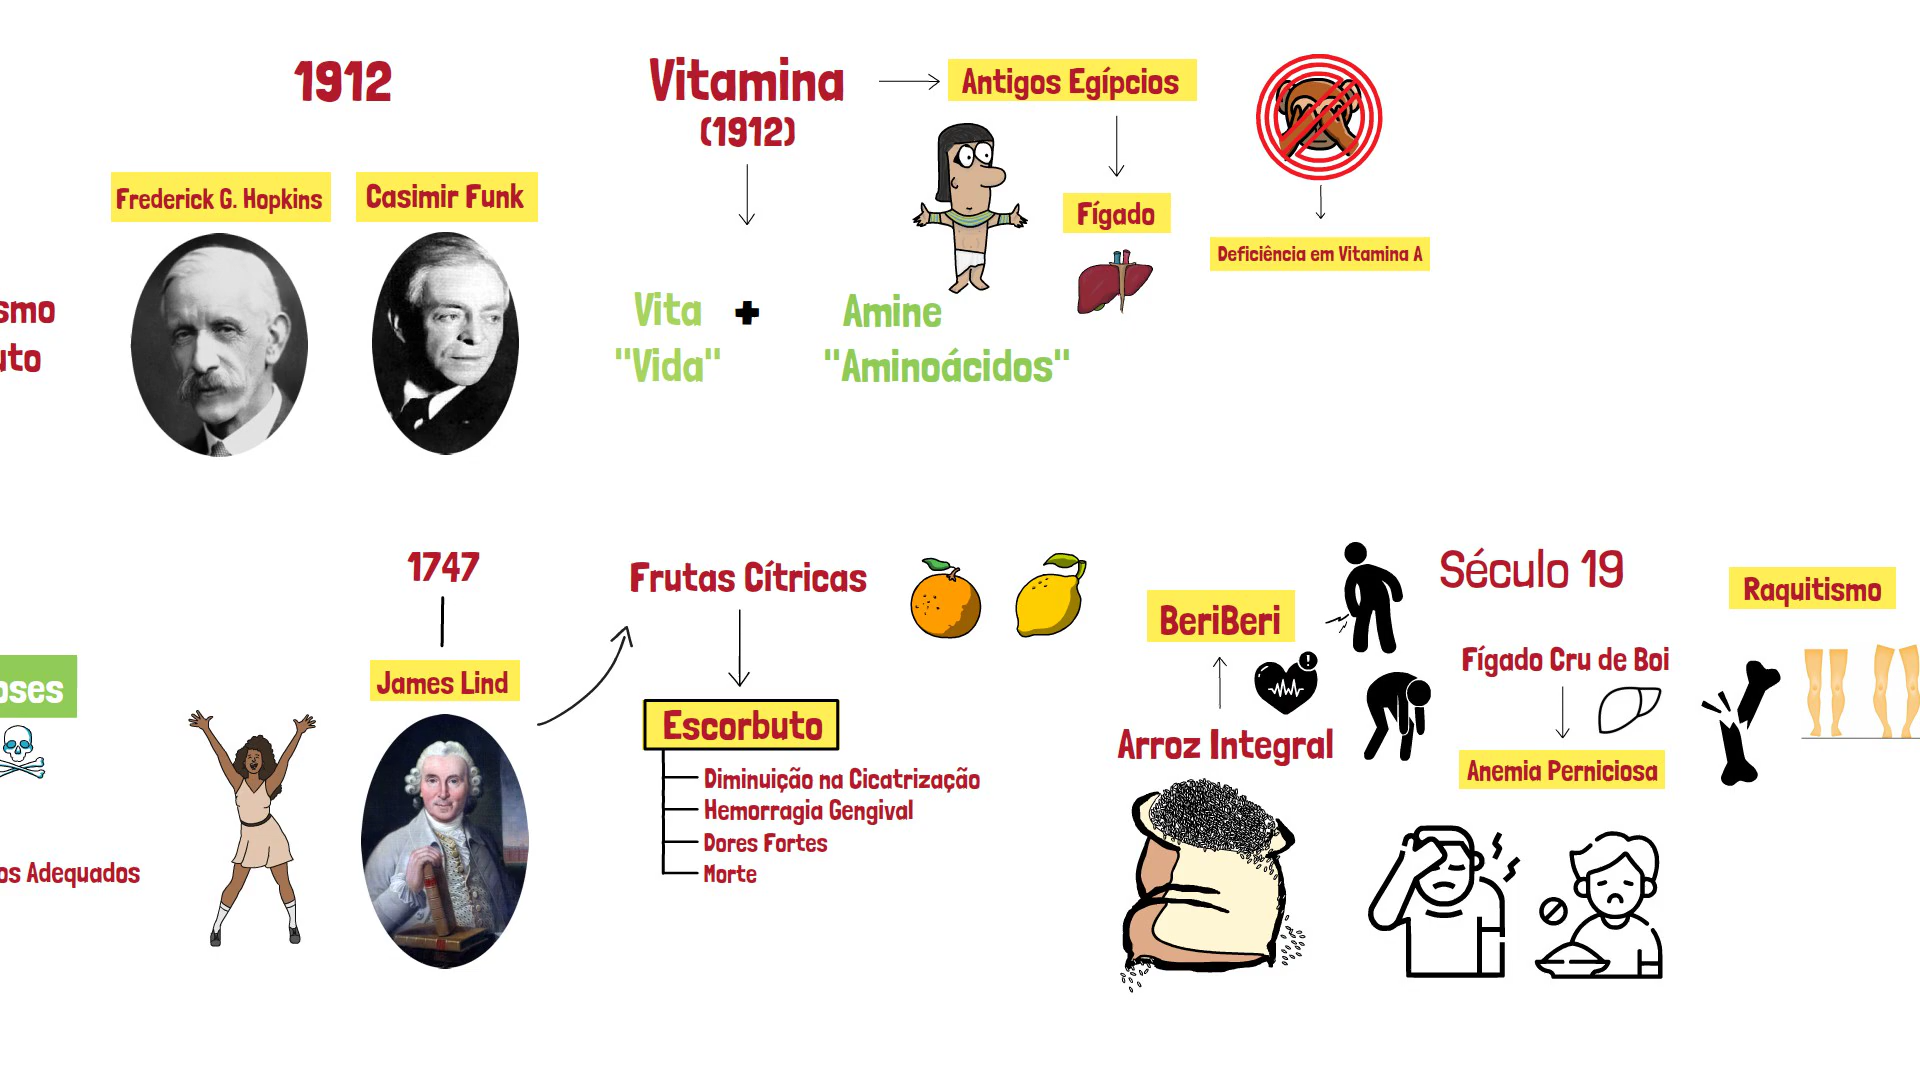 1912
Frederick G. Hopkins
Casimir Funk
smo
uto
Vitamina
(1912)
Antigos Egípcios
Fígado
Deficiência em Vitamina A
Vita + Amine
"Vida" "Aminoácidos"
1747
James Lind
oses
os Adequados
Frutas Cítricas
Escorbuto
Diminuição na Cicatrização
Hemorragia Gengival
Dores Fortes
Morte
BeriBeri
Arroz Integral
Século 19
Fígado Cru de Boi
Anemia Perniciosa
Raquitismo